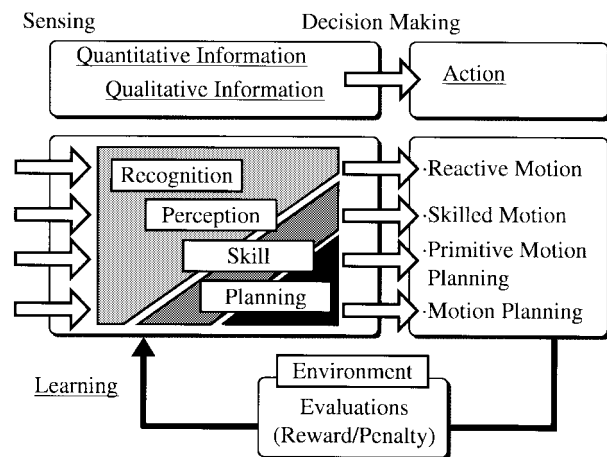 Sensing
Decision Making
Quantitative Information
Qualitative Information
Action
Recognition
Perception
Skill
Planning
·Reactive Motion
·Skilled Motion
·Primitive Motion
Planning
·Motion Planning
Learning
Environment
Evaluations
(Reward/Penalty)